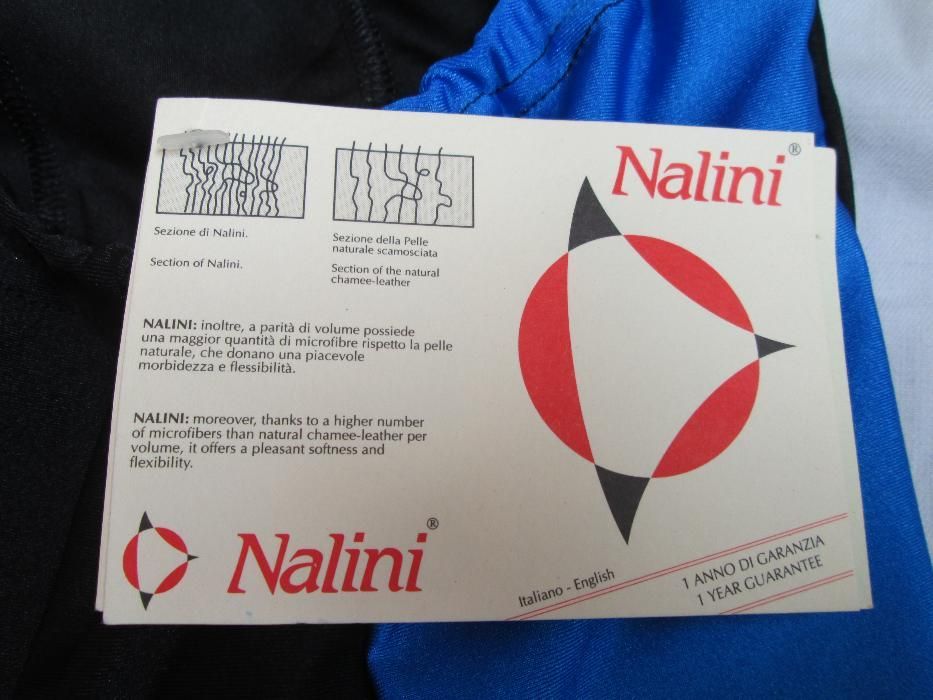 Sezione di Nalini.
Section of Nalini.
Sezione della Pelle
naturale scamosciata
Section of the natural
chamee-leather
NALINI: inoltre, a parità di volume possiede
una maggior quantità di microfibre rispetto la pelle
naturale, che donano una piacevole
morbidezza e flessibilità.
NALINI: moreover, thanks to a higher number
of microfibers than natural chamee-leather per
volume, it offers a pleasant softness and
flexibility.
Nalini®
Nalini®
Italiano - English
1 ANNO DI GARANZIA
1 YEAR GUARANTEE